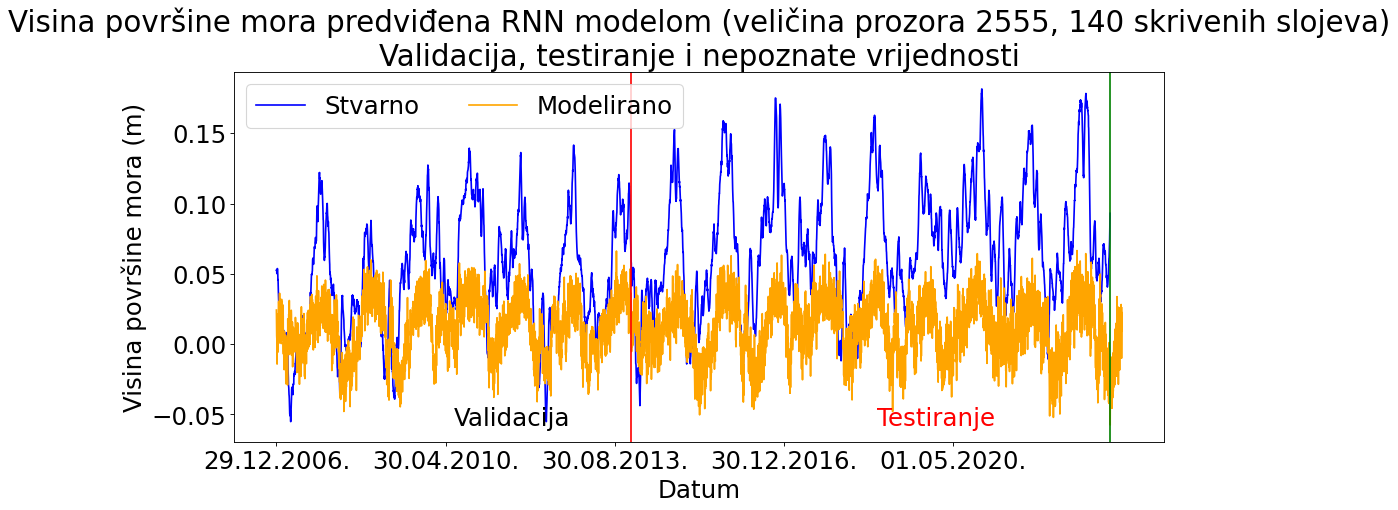 Visina površine mora predviđena RNN modelom (veličina prozora 2555, 140 skrivenih slojeva)
Validacija, testiranje i nepoznate vrijednosti
Stvarno Modelirano
Visina površine mora (m)
0.15
0.10
0.05
0.00
−0.05
Validacija Testiranje
29.12.2006. 30.04.2010. 30.08.2013. 30.12.2016. 01.05.2020.
Datum